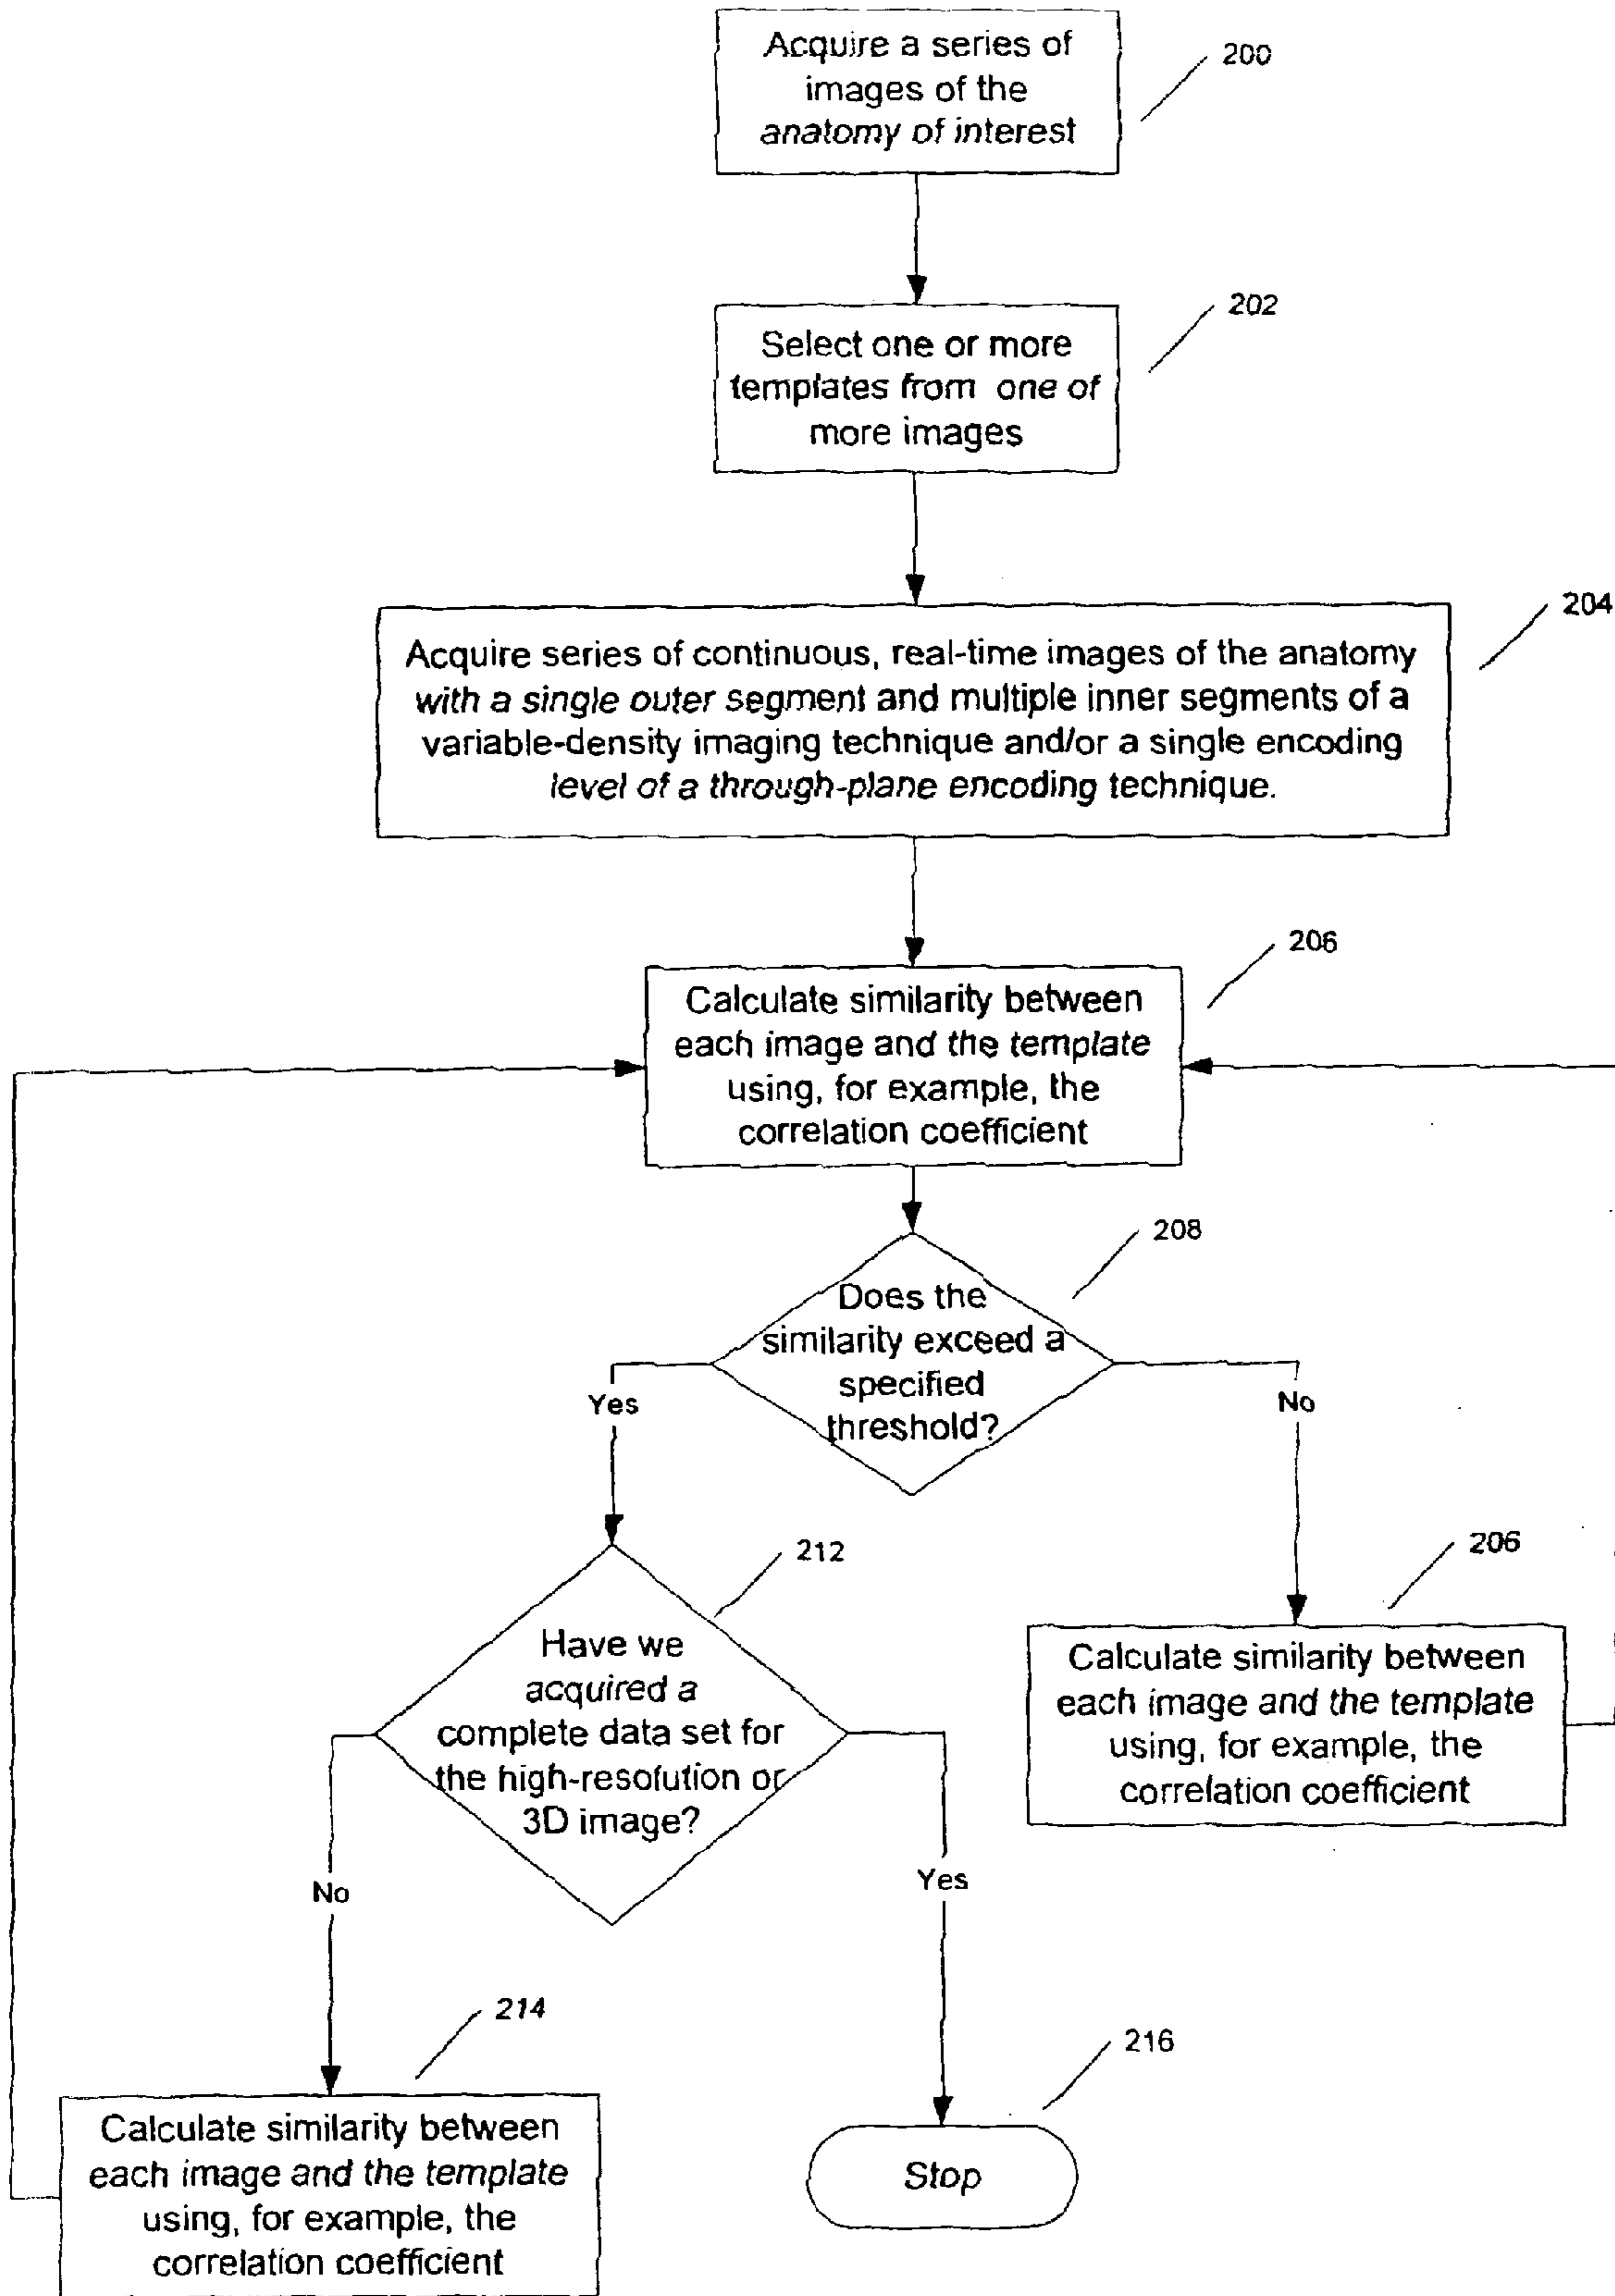 Acquire a series of
images of the
anatomy of interest
200
Select one or more
templates from one of
more images
202
Acquire series of continuous, real-time images of the anatomy
with a single outer segment and multiple inner segments of a
variable-density imaging technique and/or a single encoding
level of a through-plane encoding technique.
204
Calculate similarity between
each image and the template
using, for example, the
correlation coefficient
206
Does the
similarity exceed a
specified
threshold?
208
Yes
No
Have we
acquired a
complete data set for
the high-resolution or
3D image?
212
Calculate similarity between
each image and the template
using, for example, the
correlation coefficient
206
No
Yes
Calculate similarity between
each image and the template
using, for example, the
correlation coefficient
214
Stop
216